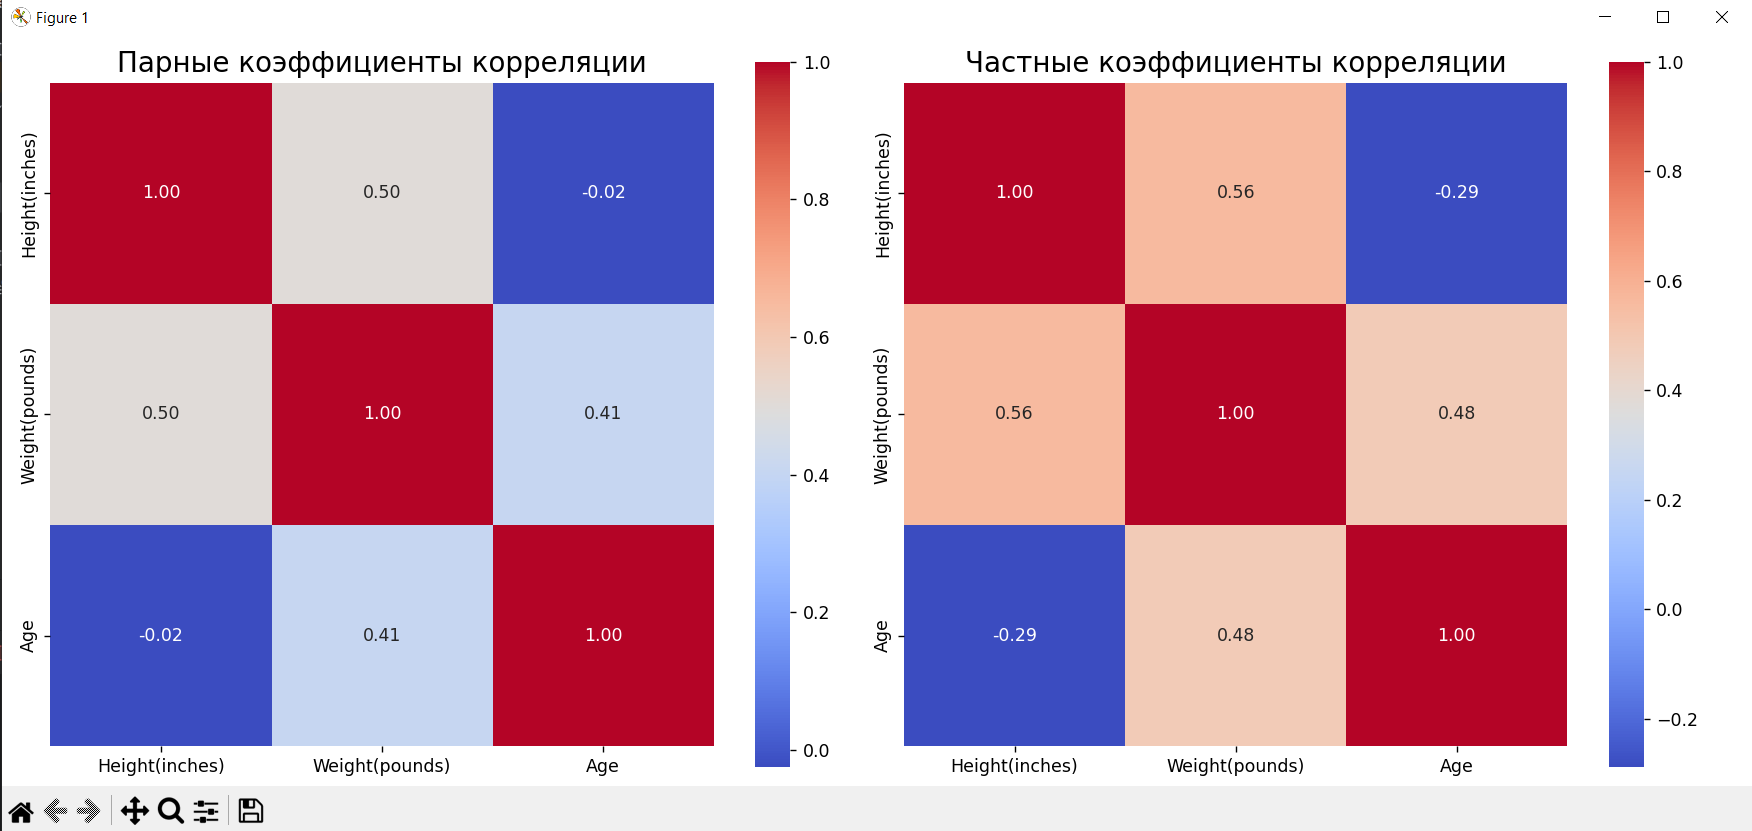 Figure 1
Парные коэффициенты корреляции
Height(inches)
Weight(pounds)
Age
1.00 0.50 -0.02
0.50 1.00 0.41
-0.02 0.41 1.00
Height(inches) Weight(pounds) Age
1.0
0.8
0.6
0.4
0.2
0.0
Частные коэффициенты корреляции
Height(inches)
Weight(pounds)
Age
1.00 0.56 -0.29
0.56 1.00 0.48
-0.29 0.48 1.00
Height(inches) Weight(pounds) Age
1.0
0.8
0.6
0.4
0.2
0.0
−0.2